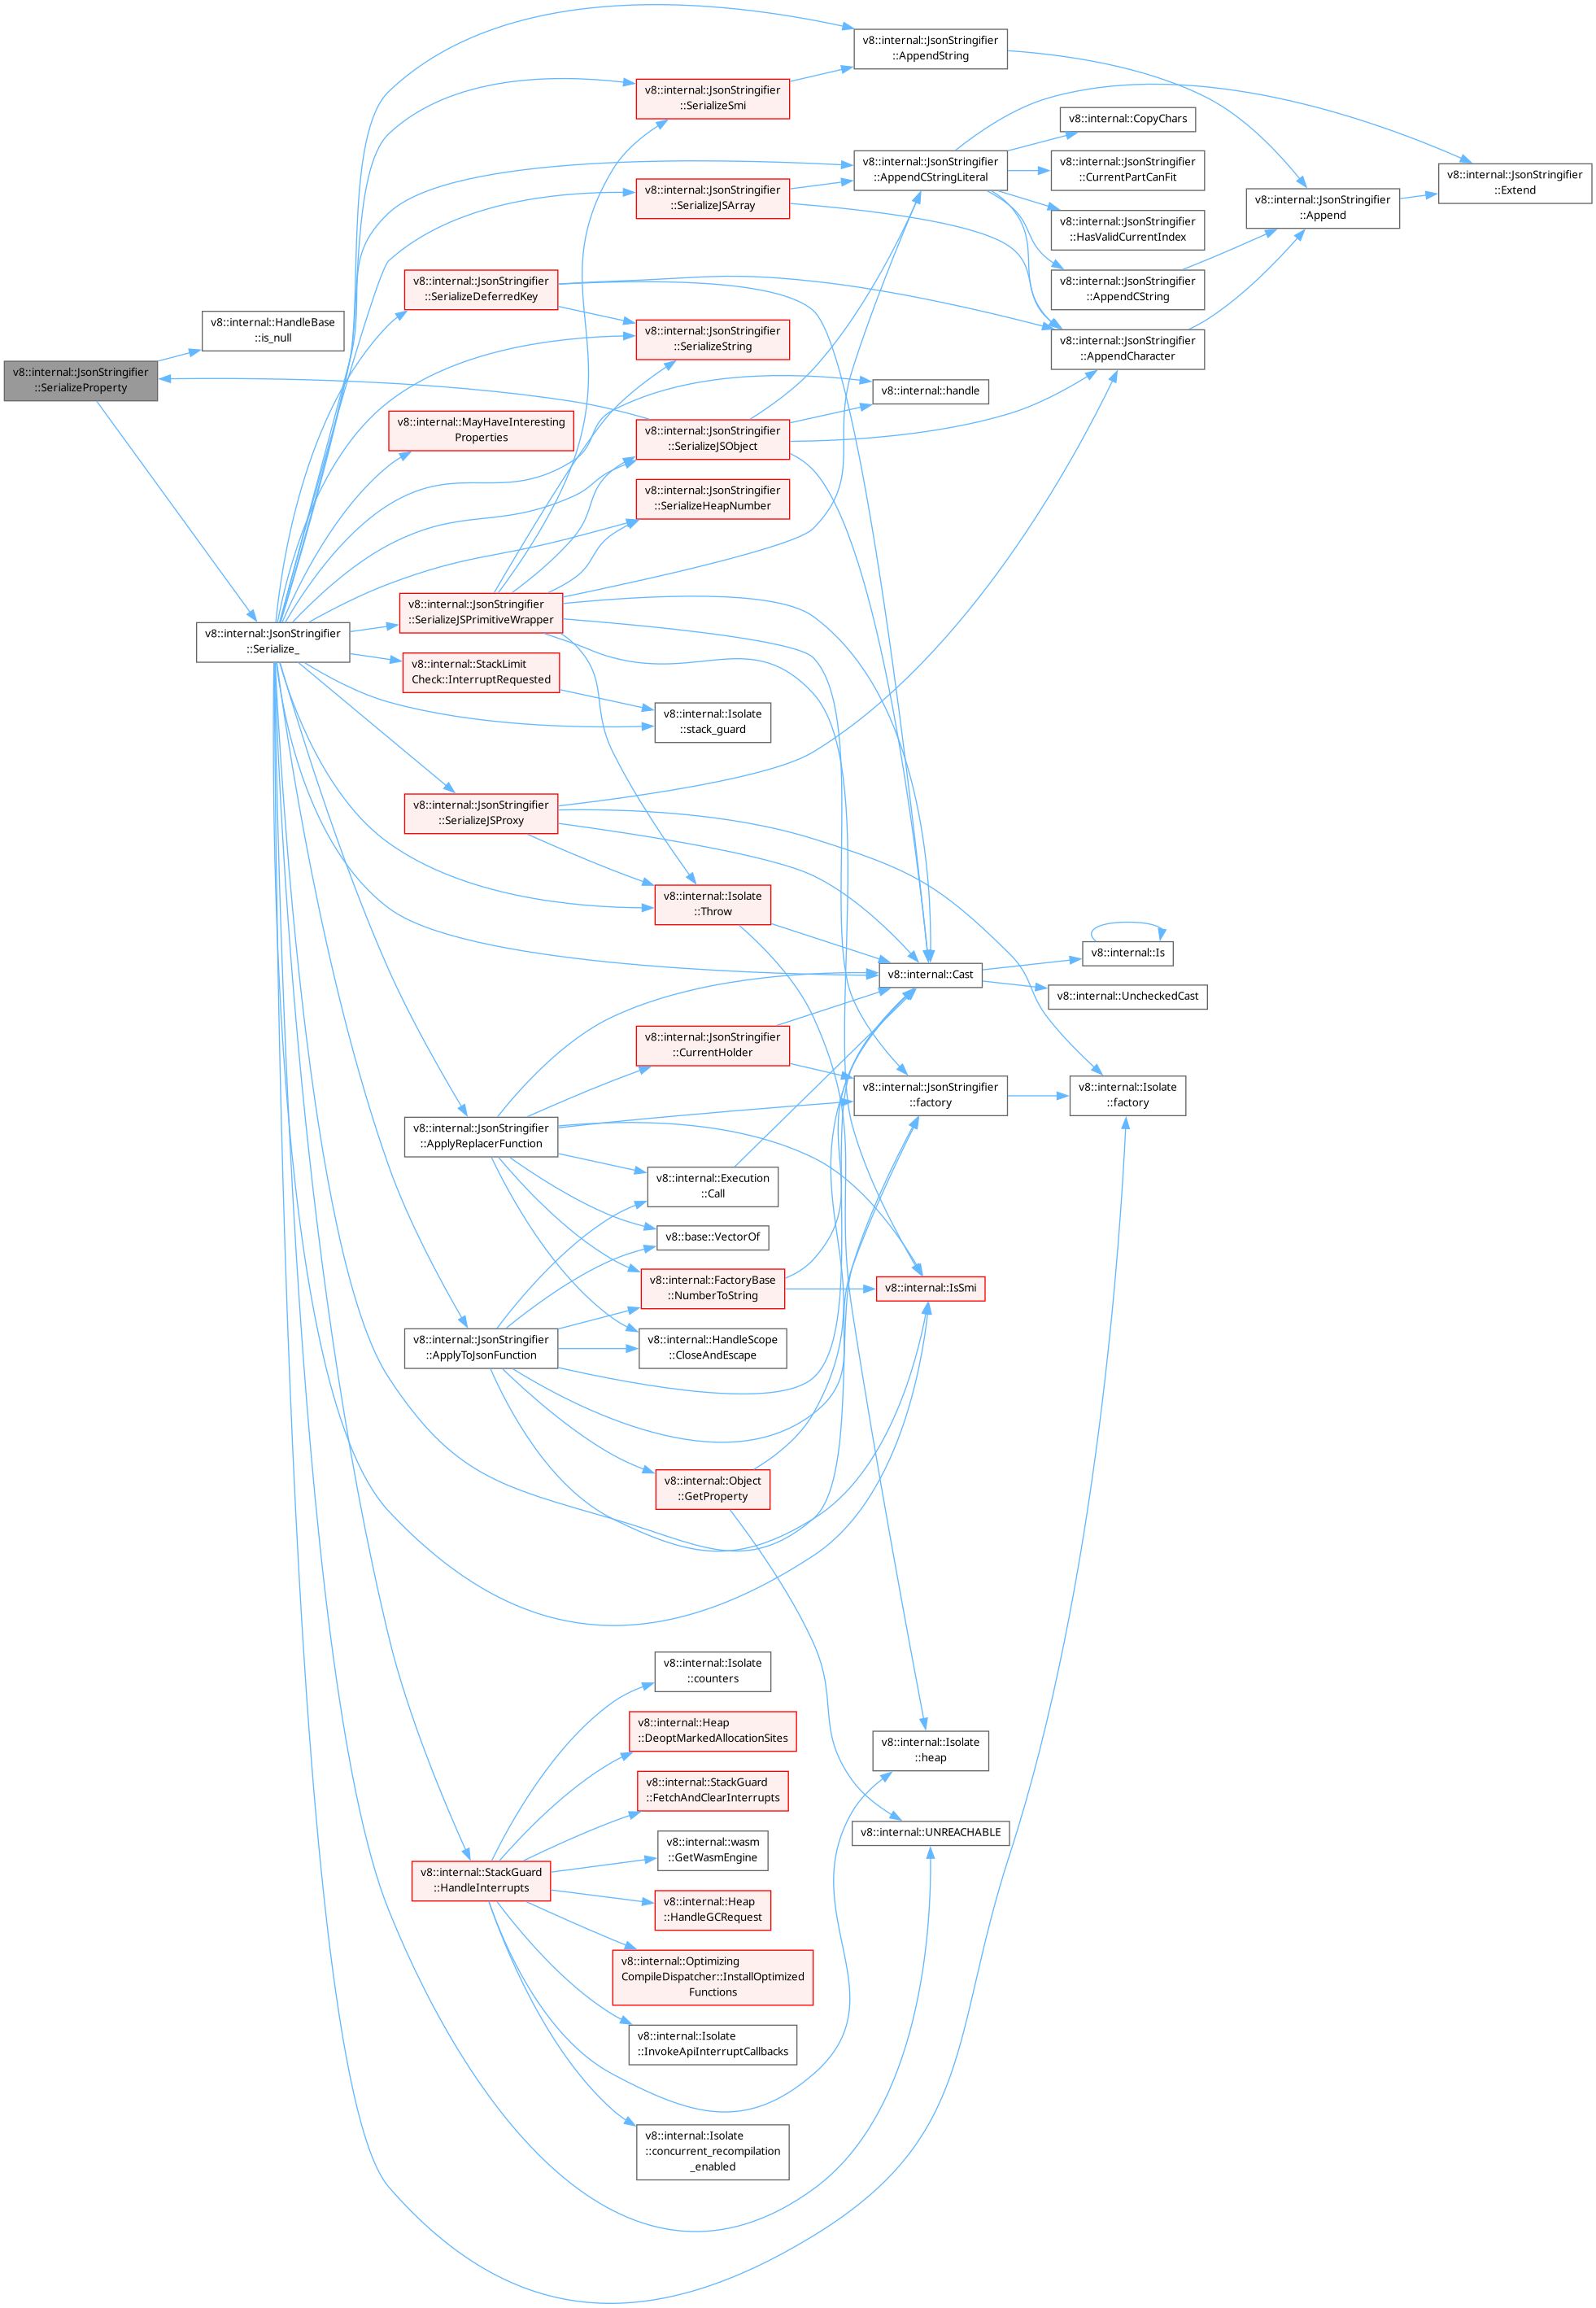 v8::internal::JsonStringifier
::SerializeProperty
v8::internal::HandleBase
::is_null
v8::internal::JsonStringifier
::Serialize_
v8::internal::JsonStringifier
::SerializeDeferredKey
v8::internal::MayHaveInteresting
Properties
v8::internal::JsonStringifier
::SerializeJSPrimitiveWrapper
v8::internal::StackLimit
Check::InterruptRequested
v8::internal::JsonStringifier
::SerializeJSProxy
v8::internal::JsonStringifier
::ApplyReplacerFunction
v8::internal::JsonStringifier
::ApplyToJsonFunction
v8::internal::StackGuard
::HandleInterrupts
v8::internal::JsonStringifier
::SerializeSmi
v8::internal::JsonStringifier
::SerializeJSArray
v8::internal::JsonStringifier
::SerializeString
v8::internal::JsonStringifier
::SerializeJSObject
v8::internal::JsonStringifier
::SerializeHeapNumber
v8::internal::Isolate
::stack_guard
v8::internal::Isolate
::Throw
v8::internal::JsonStringifier
::CurrentHolder
v8::internal::Execution
::Call
v8::base::VectorOf
v8::internal::FactoryBase
::NumberToString
v8::internal::HandleScope
::CloseAndEscape
v8::internal::Object
::GetProperty
v8::internal::Isolate
::counters
v8::internal::Heap
::DeoptMarkedAllocationSites
v8::internal::StackGuard
::FetchAndClearInterrupts
v8::internal::wasm
::GetWasmEngine
v8::internal::Heap
::HandleGCRequest
v8::internal::Optimizing
CompileDispatcher::InstallOptimized
Functions
v8::internal::Isolate
::InvokeApiInterruptCallbacks
v8::internal::Isolate
::concurrent_recompilation
_enabled
v8::internal::JsonStringifier
::AppendString
v8::internal::JsonStringifier
::AppendCStringLiteral
v8::internal::handle
v8::internal::Cast
v8::internal::JsonStringifier
::factory
v8::internal::IsSmi
v8::internal::Isolate
::heap
v8::internal::UNREACHABLE
v8::internal::CopyChars
v8::internal::JsonStringifier
::CurrentPartCanFit
v8::internal::JsonStringifier
::HasValidCurrentIndex
v8::internal::JsonStringifier
::AppendCString
v8::internal::JsonStringifier
::AppendCharacter
v8::internal::Is
v8::internal::UncheckedCast
v8::internal::Isolate
::factory
v8::internal::JsonStringifier
::Append
v8::internal::JsonStringifier
::Extend